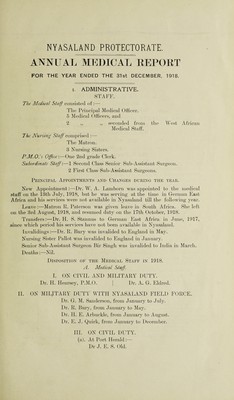 NYASALAND PROTECTORATE.
ANNUAL MEDICAL REPORT
FOR THE YEAR ENDED THE 31st DECEMBER, 1918.
1. ADMINISTRATIVE.
STAFF.
The Medical Staff consisted of :—
The Principal Medical Officer.
3 Medical Officers, and
2 „ „ seconded from the West African
Medical Staff.
The Nursing Staff comprised :—
The Matron.
3 Nursing Sisters.
P.M.O.'s Office:—One 3rd grade Clerk.
Subordinate Staff:—1 Second Class Senior Sub-Assistant Surgeon.
2 First Class Sub-Assistant Surgeons.
PRINCIPAL APPOINTMENTS AND CHANGES DURING THE YEAR.
New Appointment:—Dr. W. A. Lamborn was appointed to the medical
staff on the 19th July, 1918, but he was serving at the time in German East
Africa and his services were not available in Nyasaland till the following year.
Leave:—Matron R. Paterson was given leave to South Africa. She left
on the 3rd August, 1918, and resumed duty on the 17th October, 1918.
Transfers:—Dr. H. S. Stannus to German East Africa in June, 1917,
since which period his services have not been available in Nyasaland.
Invalidings:—Dr. R. Bury was invalided to England in May.
Nursing Sister Pallot was invalided to England in January.
Senior Sub-Assistant Surgeon Hir Singh was invalided to India in March.
Deaths:—Nil.
DISPOSITION OF THE MEDICAL STAFF IN 1918.
A. Medical Staff.
I. ON CIVIL AND MILITARY DUTY.
Dr. H. Hearsey, P.M.O. | Dr. A. G. Eldred.
II. ON MILITARY DUTY WITH NYASALAND FIELD FORCE.
Dr. G. M. Sanderson, from January to July.
Dr. R. Bury, from January to May.
Dr. H. E. Arbuckle, from January to August.
Dr. E. J. Quirk, from January to December.
III. ON CIVIL DUTY.
(a). At Port Herald:—
Dr J. E. S. Old.